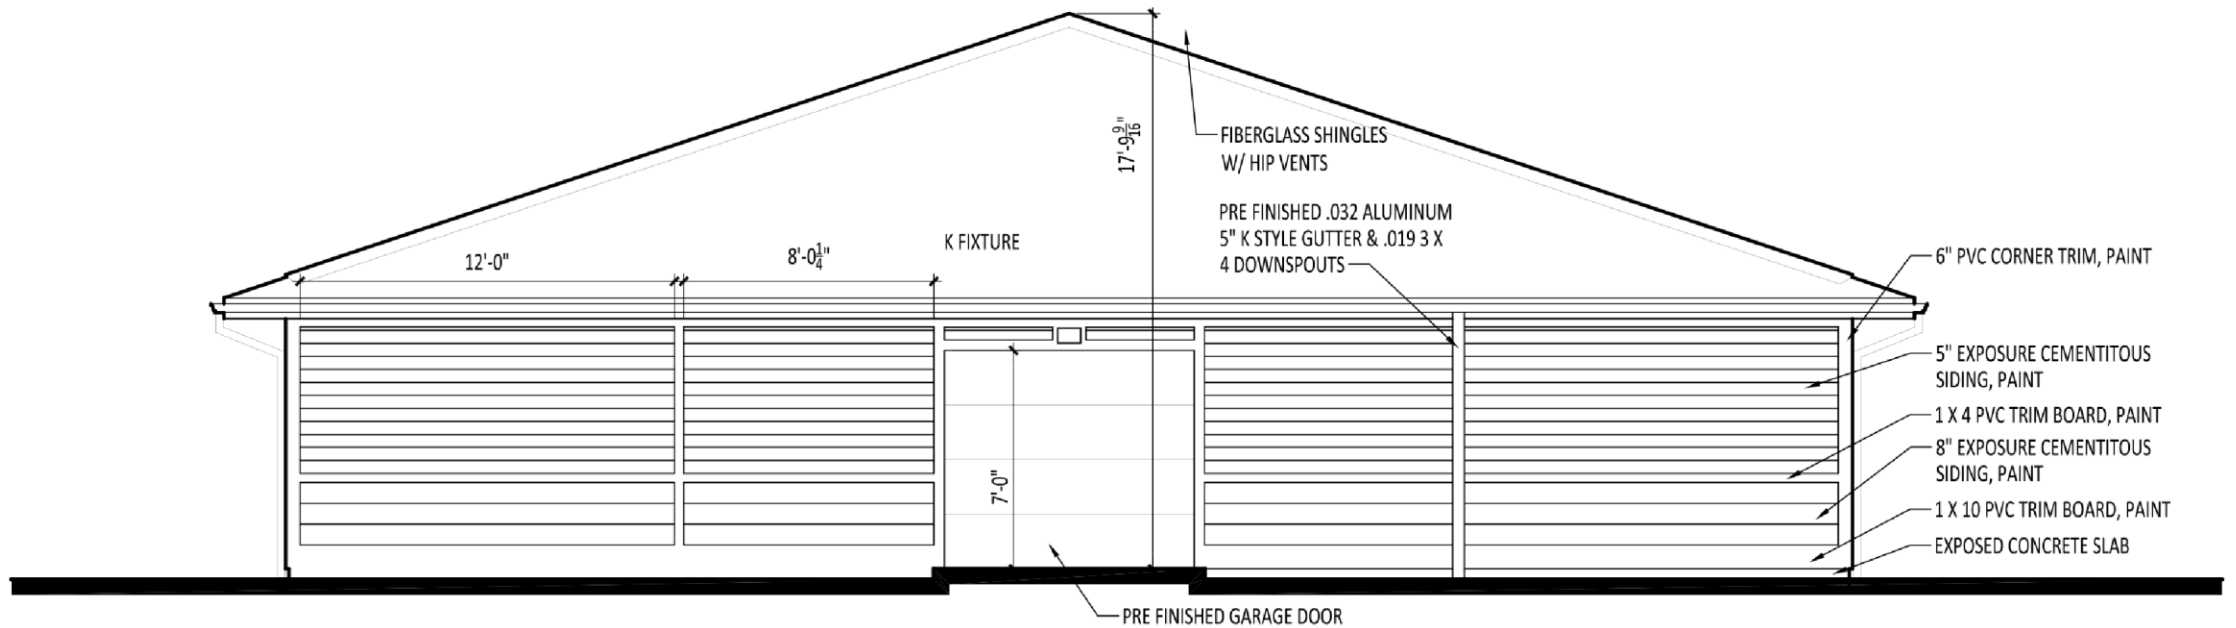 17'-9 9/16"
FIBERGLASS SHINGLES
W/ HIP VENTS
PRE FINISHED .032 ALUMINUM
5" K STYLE GUTTER & .019 3 X
4 DOWNSPOUTS
K FIXTURE
12'-0"
8'-0 1/4"
6" PVC CORNER TRIM, PAINT
5" EXPOSURE CEMENTITOUS
SIDING, PAINT
1 X 4 PVC TRIM BOARD, PAINT
8" EXPOSURE CEMENTITOUS
SIDING, PAINT
7'-0"
1 X 10 PVC TRIM BOARD, PAINT
EXPOSED CONCRETE SLAB
PRE FINISHED GARAGE DOOR